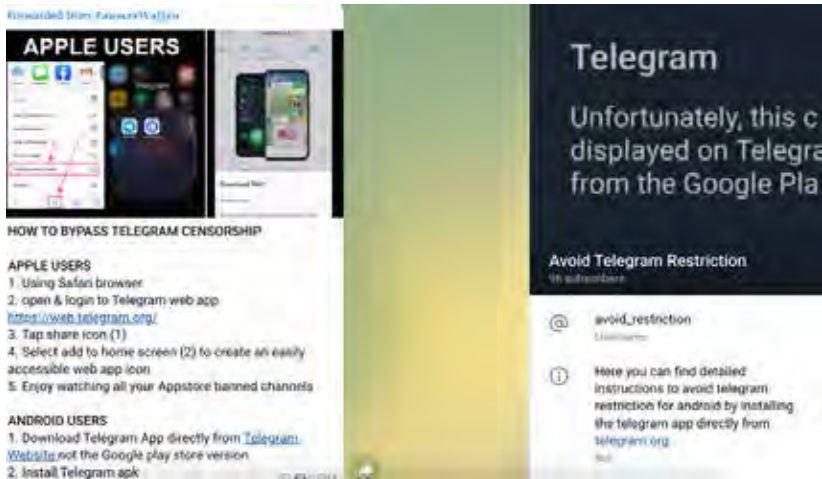 Forwarded from
APPLE USERS
HOW TO BYPASS TELEGRAM CENSORSHIP
APPLE USERS
1. Using Safari browser
2. open & login to Telegram web app
https://web.telegram.org/
3. Tap share icon (1)
4. Select add to home screen (2) to create an easily
accessible web app icon
5. Enjoy watching all your Appstore banned channels
ANDROID USERS
1. Download Telegram App directly from Telegram
Website not the Google play store version
2. Install Telegram apk
Telegram
Unfortunately, this c
displayed on Telegra
from the Google Pla
Avoid Telegram Restriction
subscribers
avoid_restriction
Username
Here you can find detailed
instructions to avoid telegram
restriction for android by installing
the telegram app directly from
telegram.org